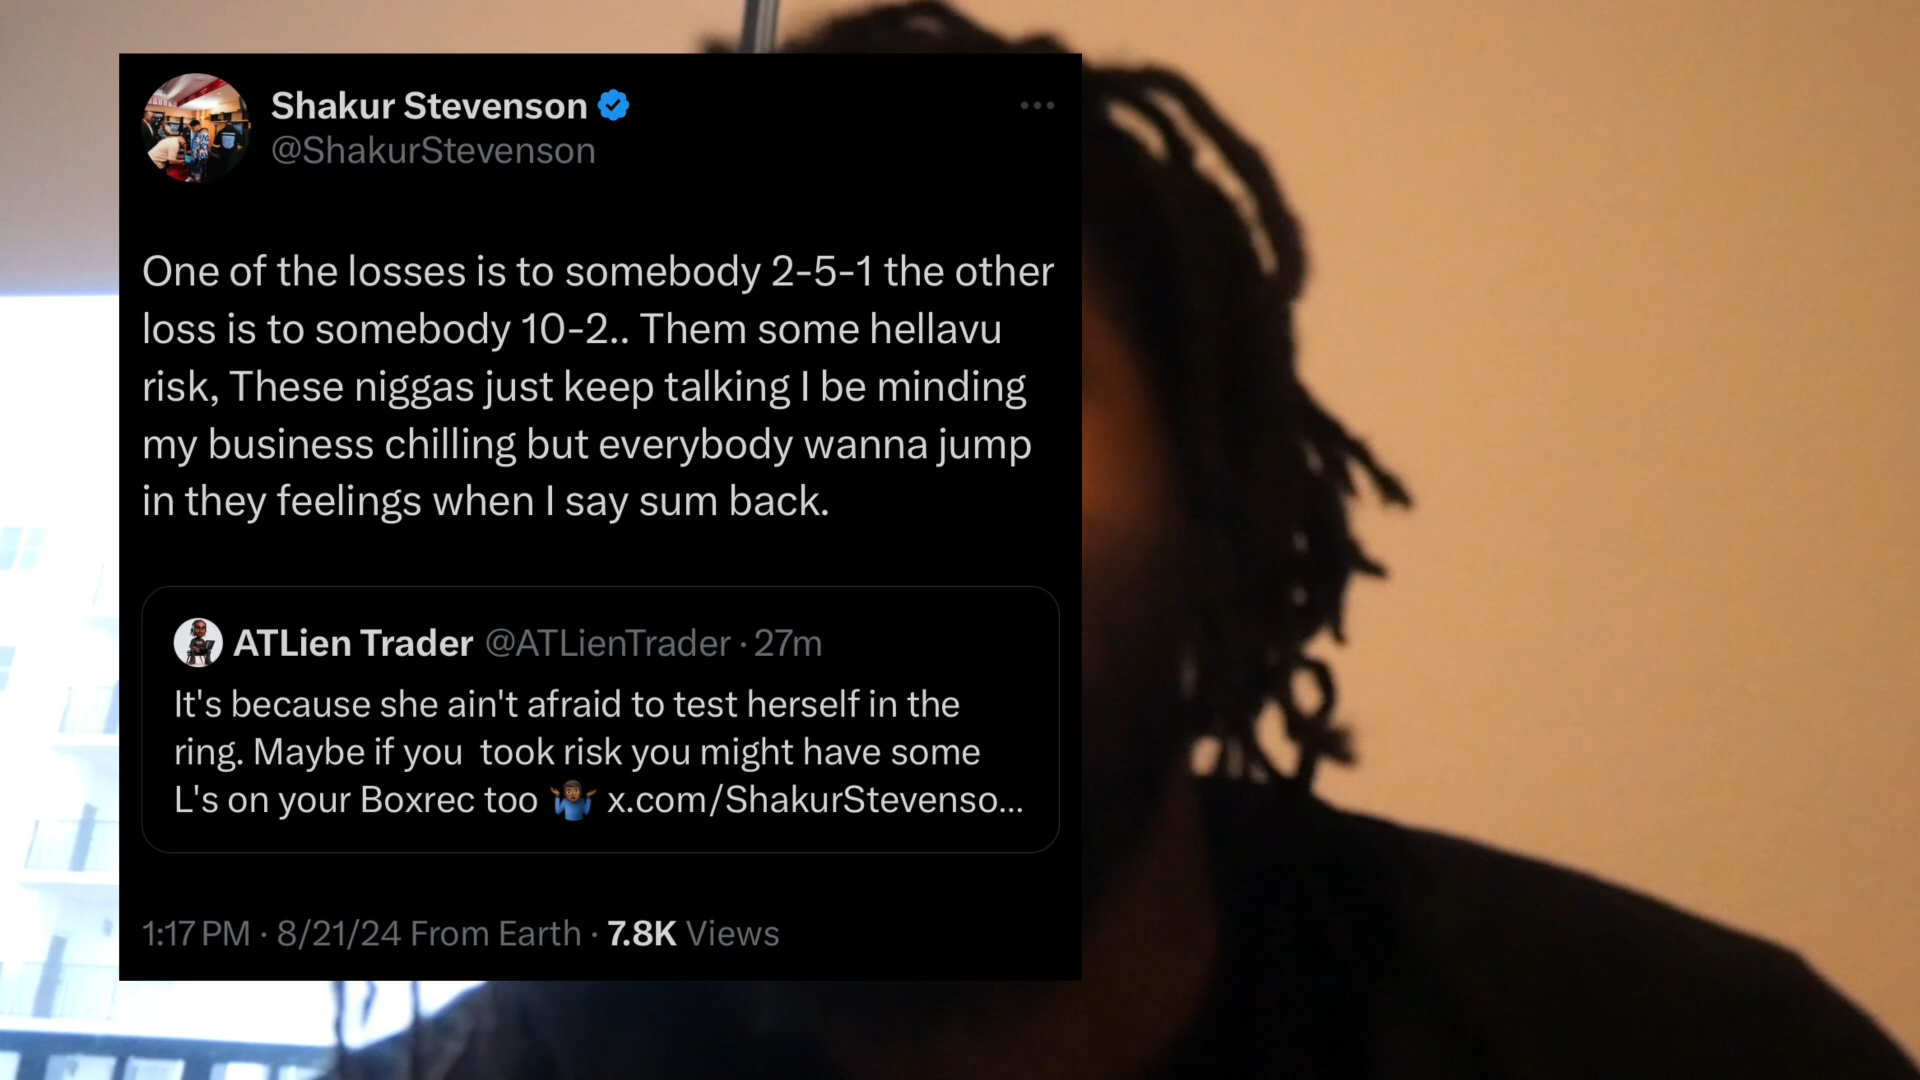 Shakur Stevenson
@ShakurStevenson
One of the losses is to somebody 2-5-1 the other
loss is to somebody 10-2.. Them some hellavu
risk, These niggas just keep talking I be minding
my business chilling but everybody wanna jump
in they feelings when I say sum back.
ATLien Trader @ATLienTrader · 27m
It's because she ain't afraid to test herself in the
ring. Maybe if you  took risk you might have some
L's on your Boxrec too 🤷🏾‍♂️ x.com/ShakurStevenso...
1:17 PM · 8/21/24 From Earth · 7.8K Views